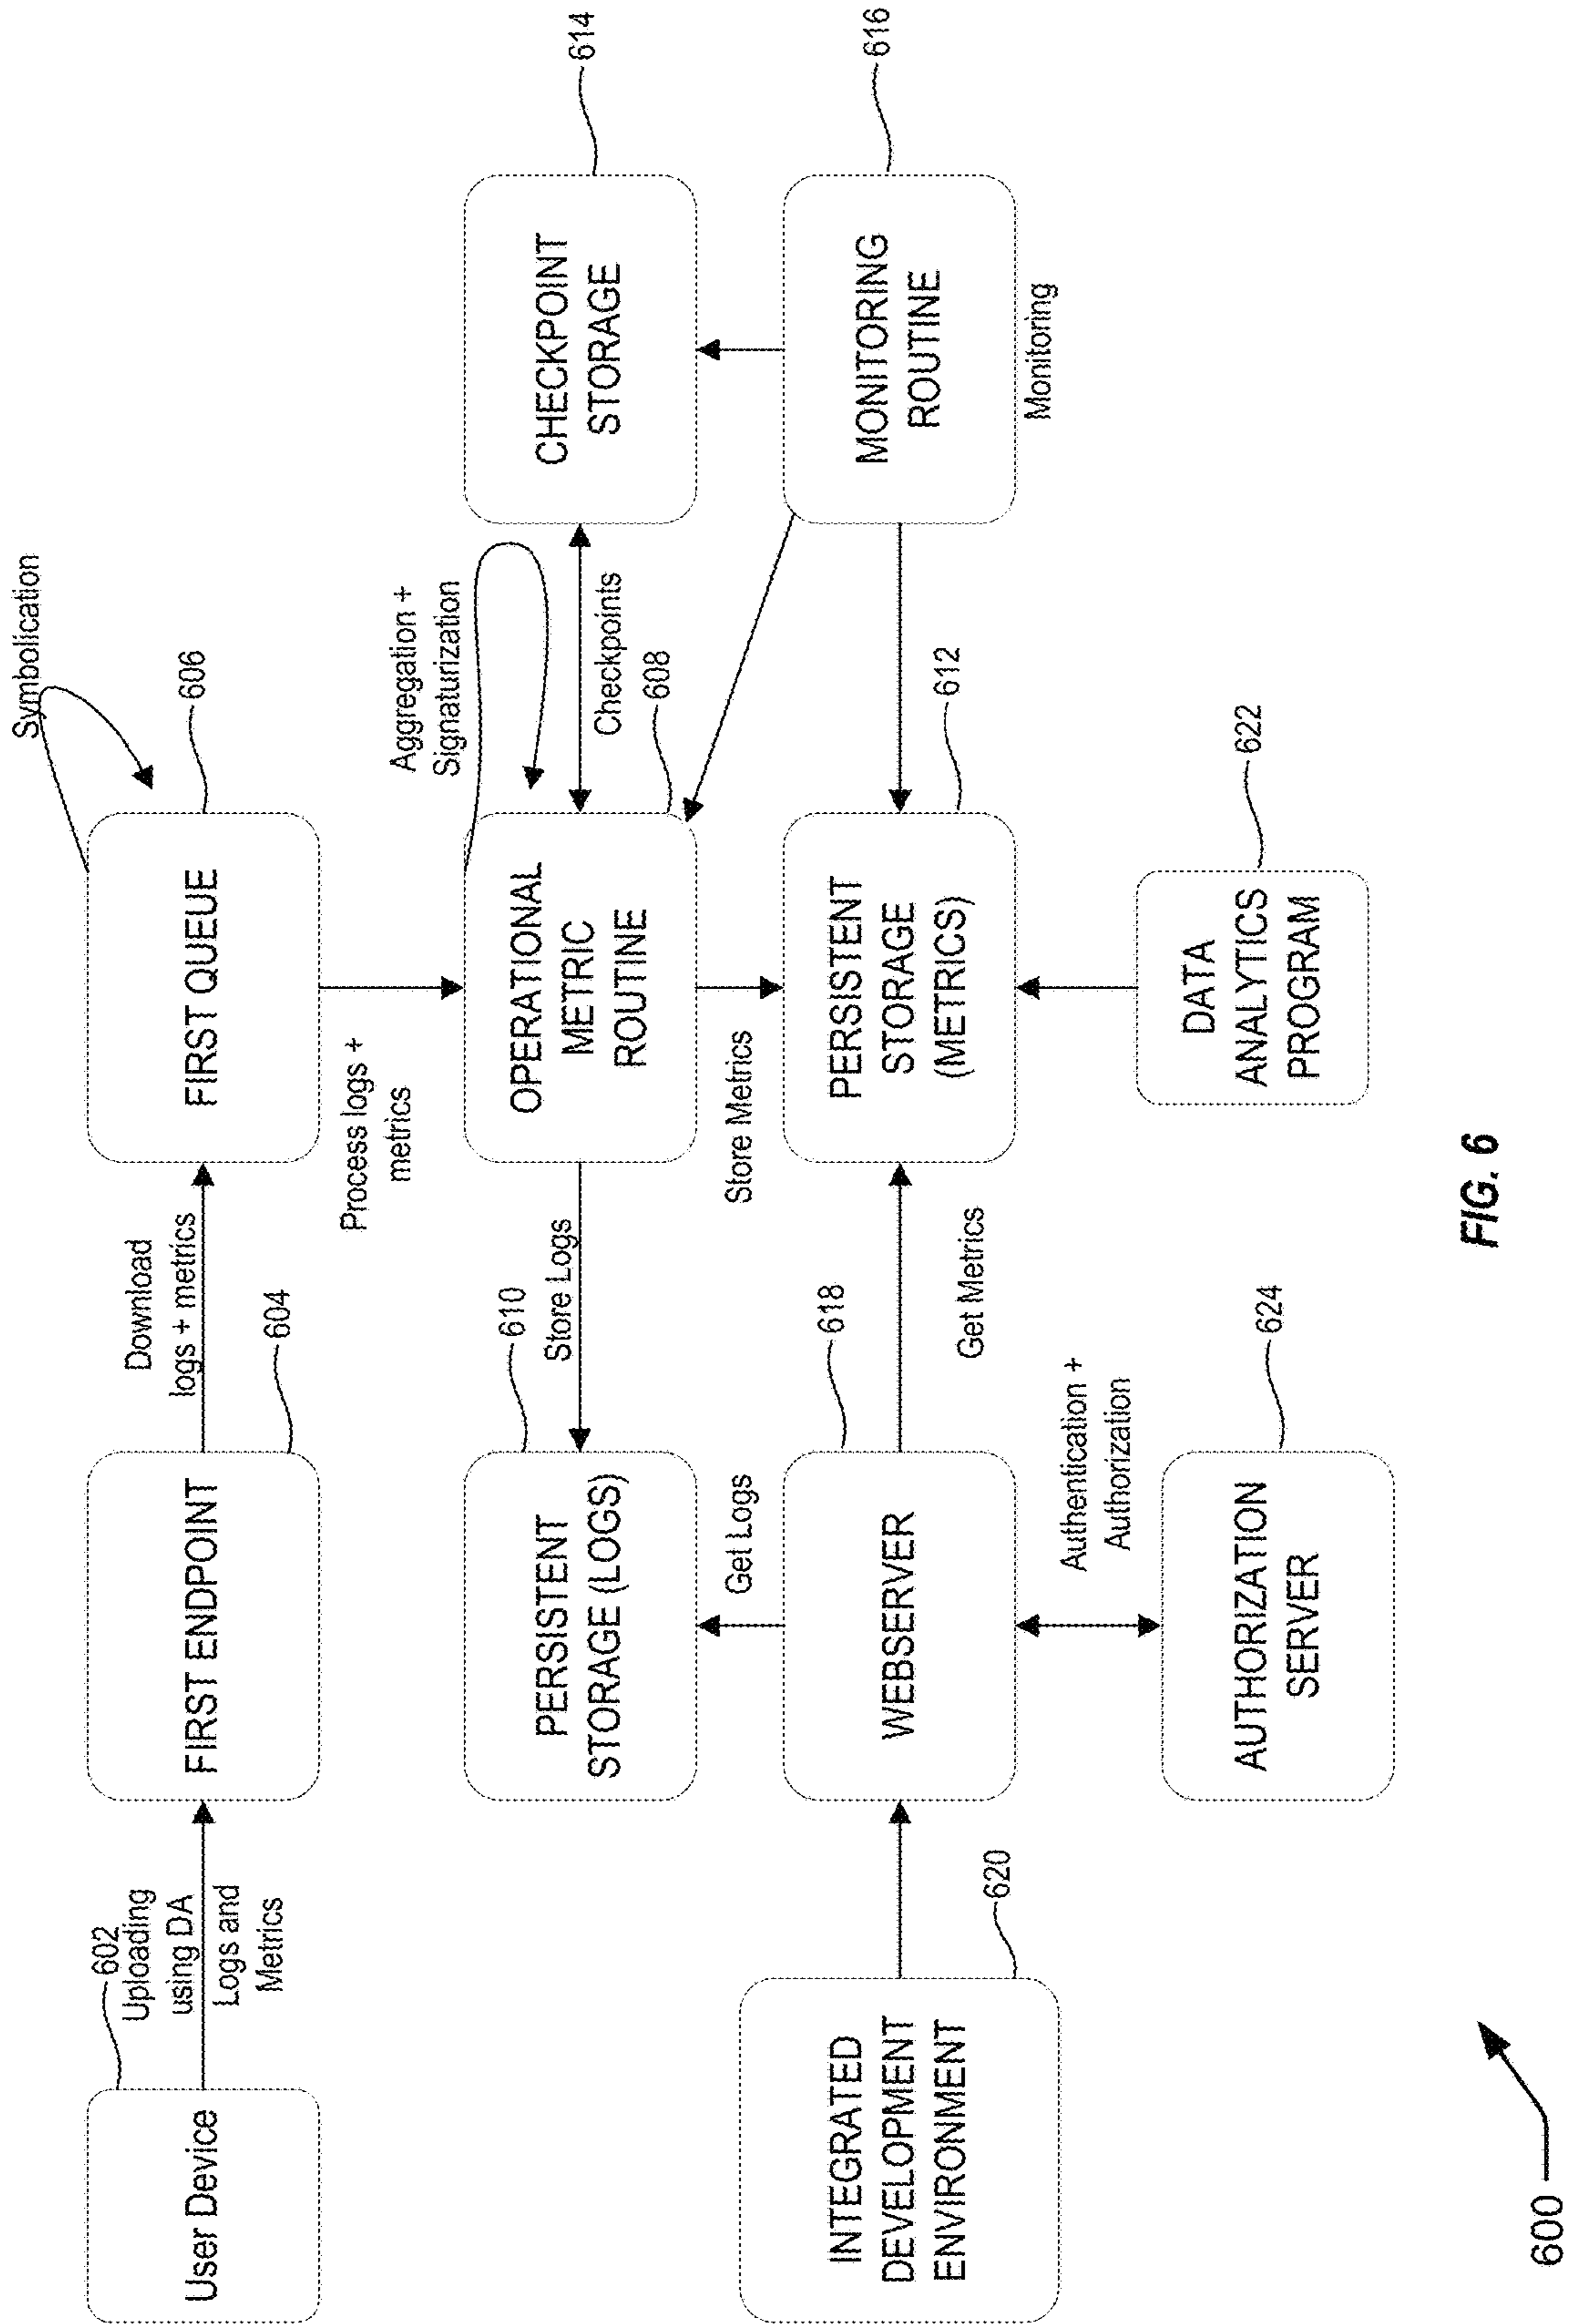 Symbolication
User Device
602
Uploading
using DA
Logs and
Metrics
FIRST ENDPOINT
604
Download
logs + metrics
FIRST QUEUE
606
Process logs +
metrics
Aggregation +
Signaturization
PERSISTENT
STORAGE (LOGS)
610
Store Logs
OPERATIONAL
METRIC
ROUTINE
608
Checkpoints
CHECKPOINT
STORAGE
614
Get Logs
Store Metrics
INTEGRATED
DEVELOPMENT
ENVIRONMENT
620
WEBSERVER
618
Get Metrics
PERSISTENT
STORAGE
(METRICS)
612
MONITORING
ROUTINE
616
Monitoring
Authentication +
Authorization
AUTHORIZATION
SERVER
624
DATA
ANALYTICS
PROGRAM
622
600
FIG. 6